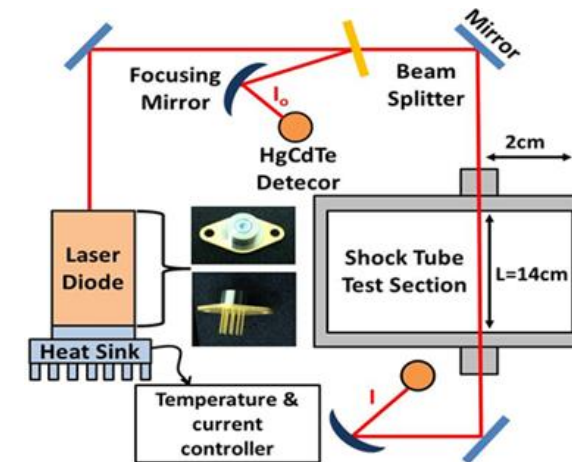 Mirror
Focusing
Mirror
I₀
HgCdTe
Detecor
Beam
Splitter
2cm
Laser
Diode
Shock Tube
Test Section
L=14cm
Heat Sink
I
Temperature &
current
controller